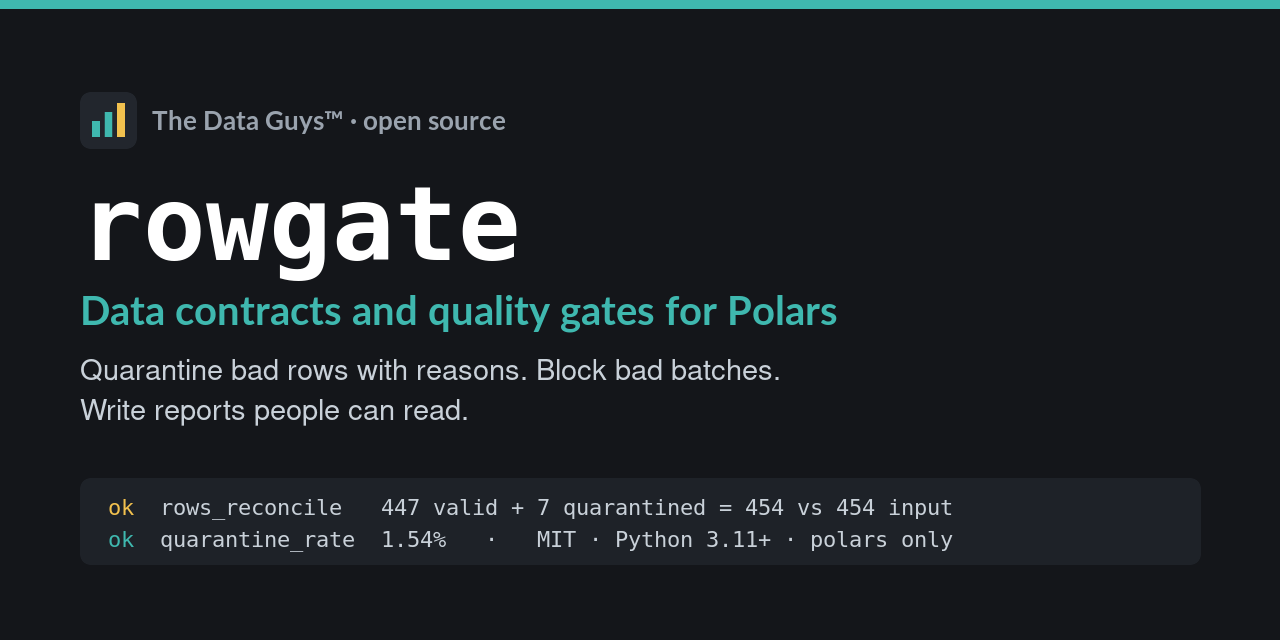 The Data Guys™ · open source
rowgate
Data contracts and quality gates for Polars
Quarantine bad rows with reasons. Block bad batches.
Write reports people can read.
ok  rows_reconcile   447 valid + 7 quarantined = 454 vs 454 input
ok  quarantine_rate  1.54%   ·   MIT · Python 3.11+ · polars only